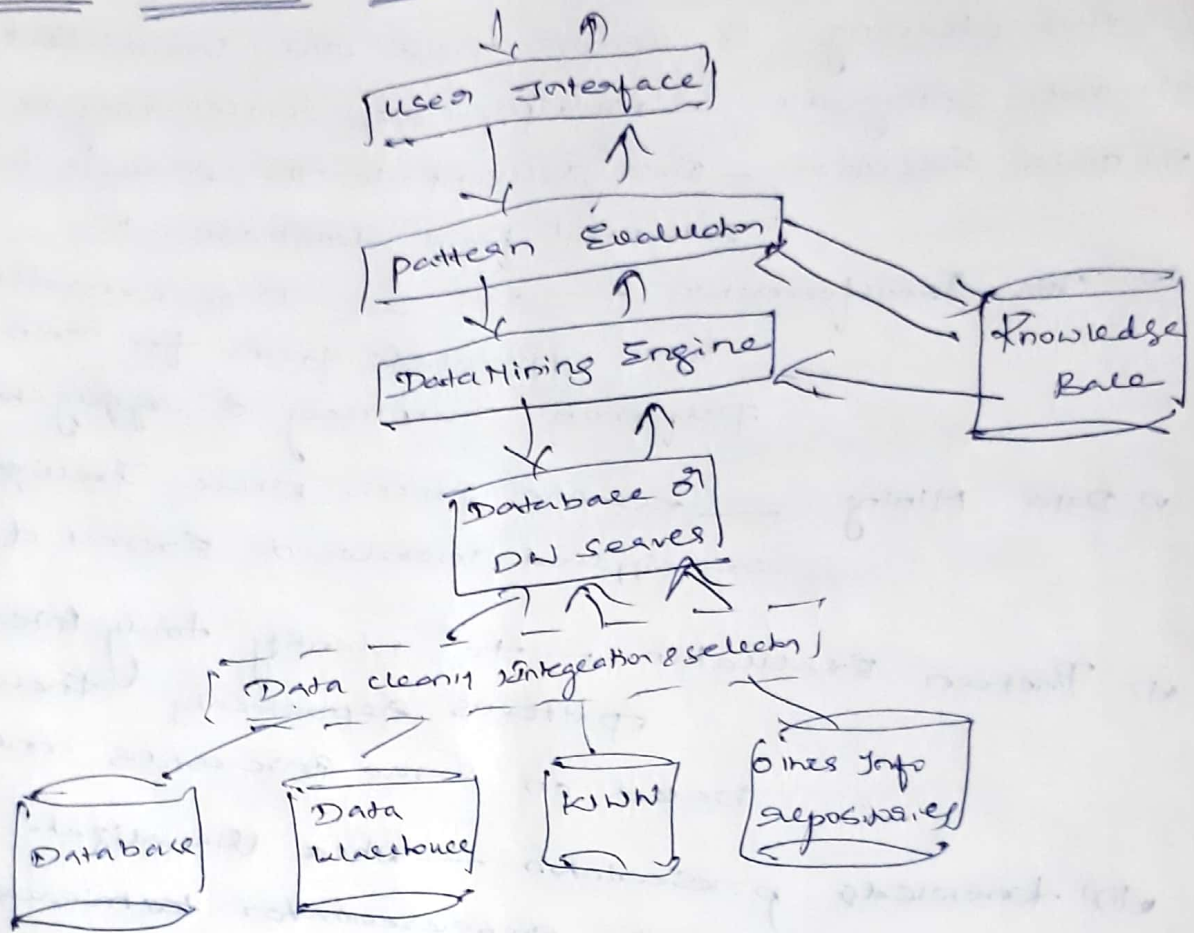 User Interface
Pattern Evaluation
Data Mining Engine
Knowledge
Base
Database or
DW Server
Data cleaning Integration & selection
Database
Data
Warehouse
WWW
Other Info
repositories